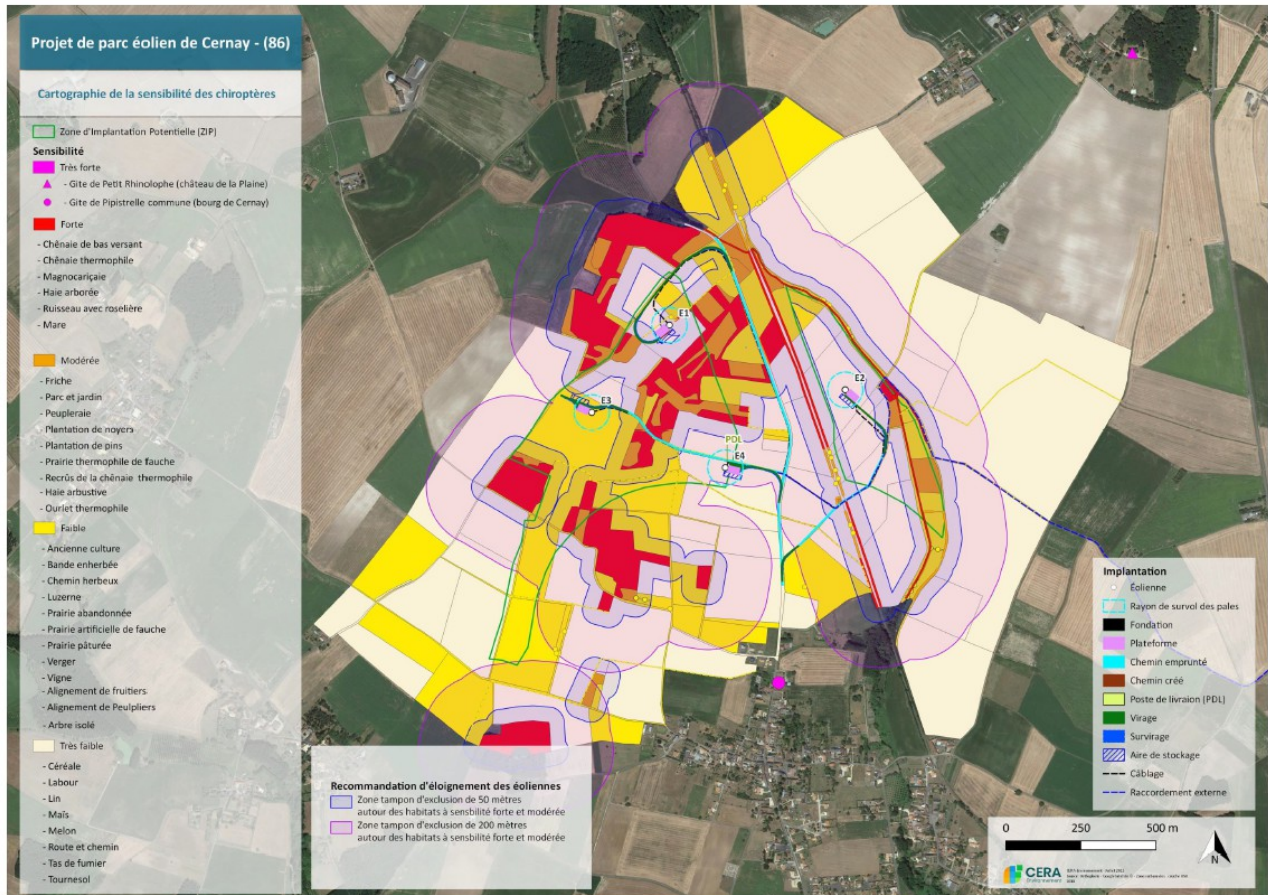 Projet de parc éolien de Cernay - (86)
Cartographie de la sensibilité des chiroptères
Zone d'Implantation Potentielle (ZIP)
Sensibilité
Très forte
- Gite de Petit Rhinolophe (château de la Plaine)
- Gite de Pipistrelle commune (bourg de Cernay)
Forte
- Chênaie de bas versant
- Chênaie thermophile
- Magnocariçaie
- Haie arborée
- Ruisseau avec roselière
- Mare
Modérée
- Friche
- Parc et jardin
- Peupleraie
- Plantation de noyers
- Plantation de pins
- Prairie thermophile de fauche
- Recrûs de la chênaie thermophile
- Haie arbustive
- Ourlet thermophile
Faible
- Ancienne culture
- Bande enherbée
- Chemin herbeux
- Luzerne
- Prairie abandonnée
- Prairie artificielle de fauche
- Prairie pâturée
- Verger
- Vigne
- Alignement de fruitiers
- Alignement de Peulpliers
- Arbre isolé
Très faible
- Céréale
- Labour
- Lin
- Maïs
- Melon
- Route et chemin
- Tas de fumier
- Tournesol
E1
E2
E3
PDL
E4
Recommandation d'éloignement des éoliennes
Zone tampon d'exclusion de 50 mètres
autour des habitats à sensbilité forte et modérée
Zone tampon d'exclusion de 200 mètres
autour des habitats à sensbilité forte et modérée
Implantation
Éolienne
Rayon de survol des pales
Fondation
Plateforme
Chemin emprunté
Chemin créé
Poste de livraion (PDL)
Virage
Survirage
Aire de stockage
Câblage
Raccordement externe
0 250 500 m
N
CERA